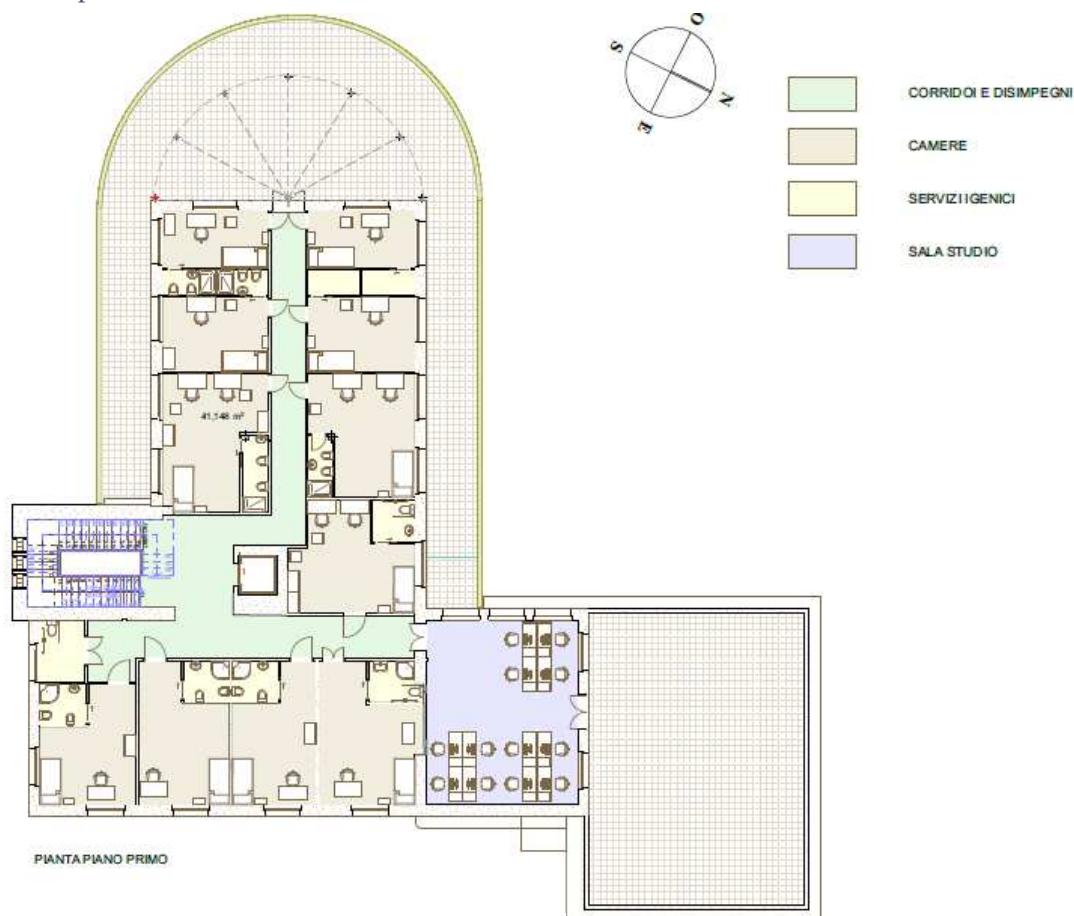 O
S
N
E
CORRIDOI E DISIMPEGNI
CAMERE
SERVIZI IGENICI
SALA STUDIO
41,148 m²
PIANTA PIANO PRIMO